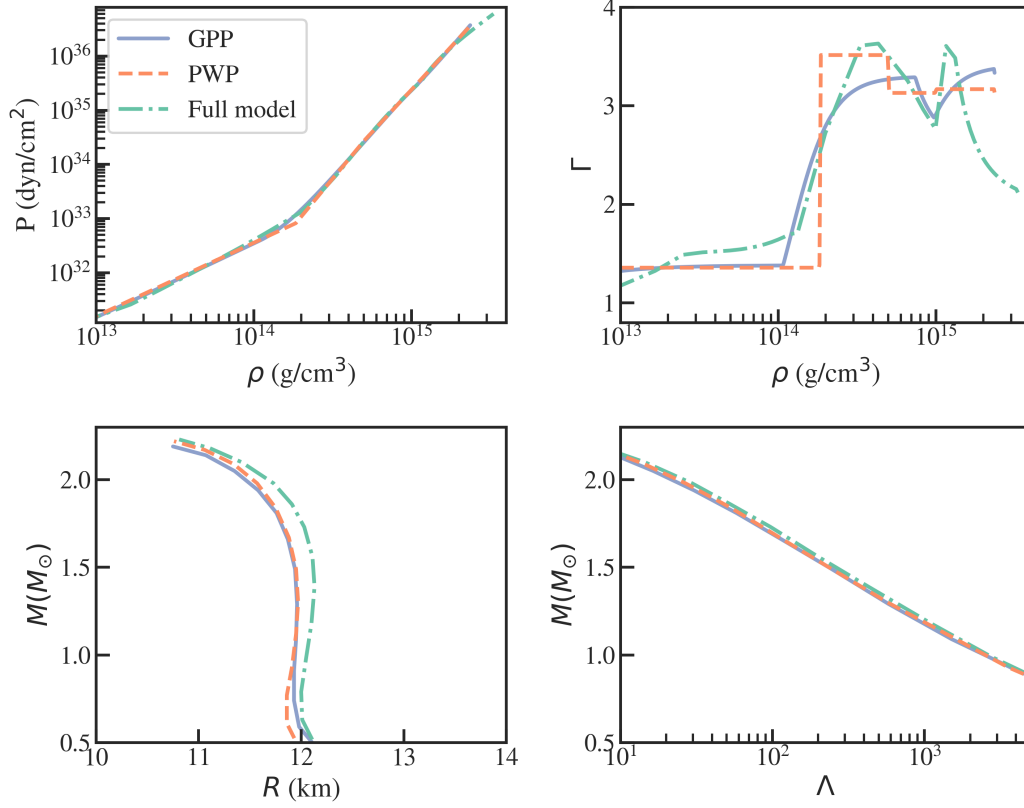 GPP
PWP
Full model
10³⁶
10³⁵
10³⁴
10³³
10³²
P (dyn/cm²)
10¹³
10¹⁴
10¹⁵
ρ (g/cm³)
4
3
2
1
Γ
10¹³
10¹⁴
10¹⁵
ρ (g/cm³)
2.0
1.5
1.0
0.5
M(M⊙)
10
11
12
13
14
R (km)
2.0
1.5
1.0
0.5
M(M⊙)
10¹
10²
10³
Λ